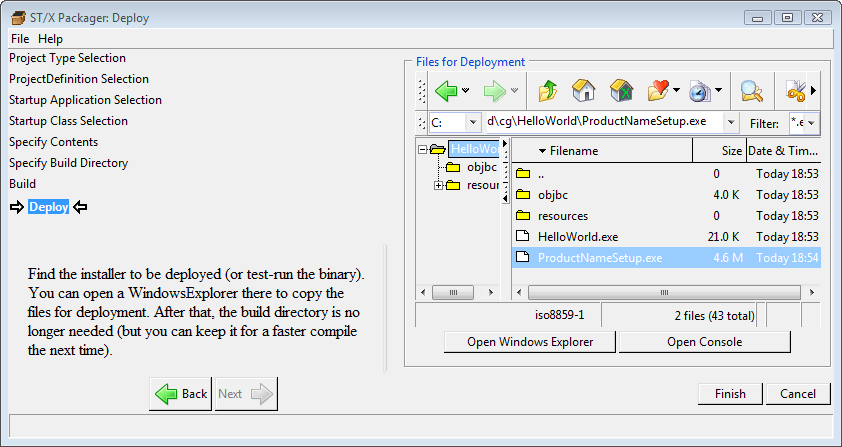 ST/X Packager: Deploy
File Help
Project Type Selection
ProjectDefinition Selection
Startup Application Selection
Startup Class Selection
Specify Contents
Specify Build Directory
Build
Deploy
Find the installer to be deployed (or test-run the binary).
You can open a WindowsExplorer there to copy the
files for deployment. After that, the build directory is no
longer needed (but you can keep it for a faster compile
the next time).
Back Next
Files for Deployment
C: d\cg\HelloWorld\ProductNameSetup.exe Filter: *.e
HelloWor
objbc
resour
Filename Size Date & Tim...
.. 0 Today 18:53
objbc 4.0 K Today 18:53
resources 0 Today 18:53
HelloWorld.exe 21.0 K Today 18:53
ProductNameSetup.exe 4.6 M Today 18:54
iso8859-1 2 files (43 total)
Open Windows Explorer Open Console
Finish Cancel